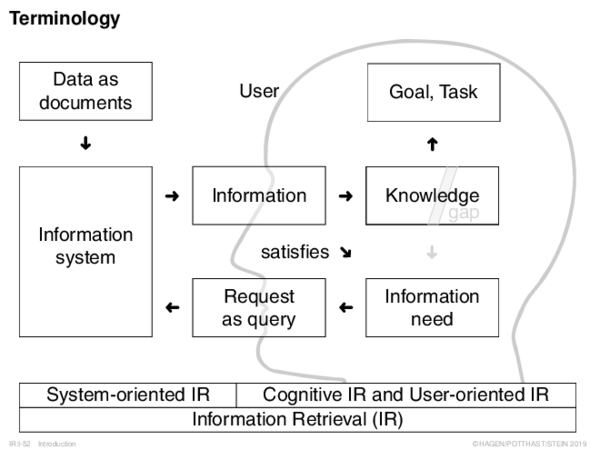 Terminology
Data as
documents
User
Goal, Task
Information
system
Information
Knowledge
gap
satisfies
Request
as query
Information
need
System-oriented IR
Cognitive IR and User-oriented IR
Information Retrieval (IR)
IR:I-52 Introduction
©HAGEN/POTTHAST/STEIN 2019